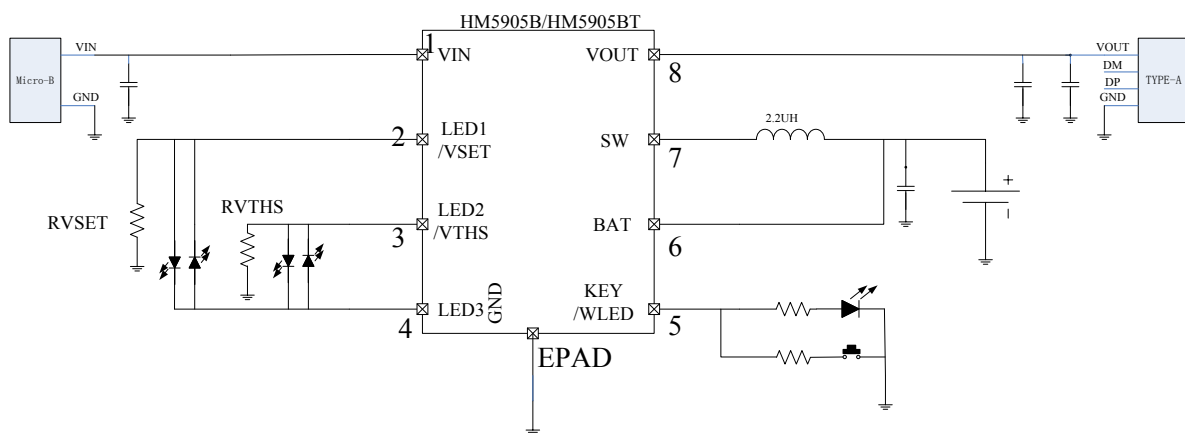 HM5905B/HM5905BT
Micro-B
VIN
GND
1
VIN
VOUT
8
VOUT
DM
DP
GND
TYPE-A
2
LED1
/VSET
SW
7
2.2UH
RVSET
RVTHS
3
LED2
/VTHS
BAT
6
+
−
4
LED3
GND
KEY
/WLED
5
EPAD